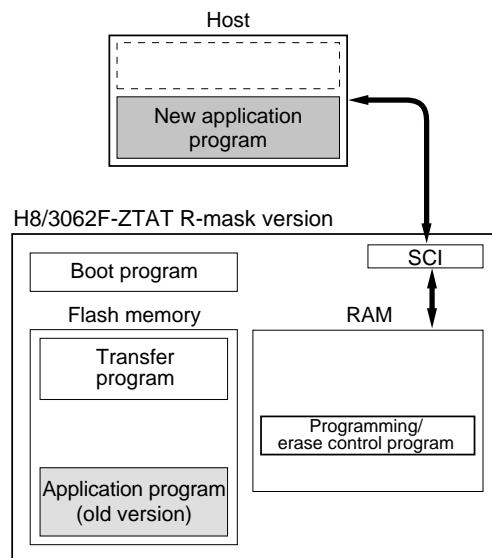 Host
New application
program
H8/3062F-ZTAT R-mask version
SCI
Boot program
Flash memory
RAM
Transfer
program
Programming/
erase control program
Application program
(old version)